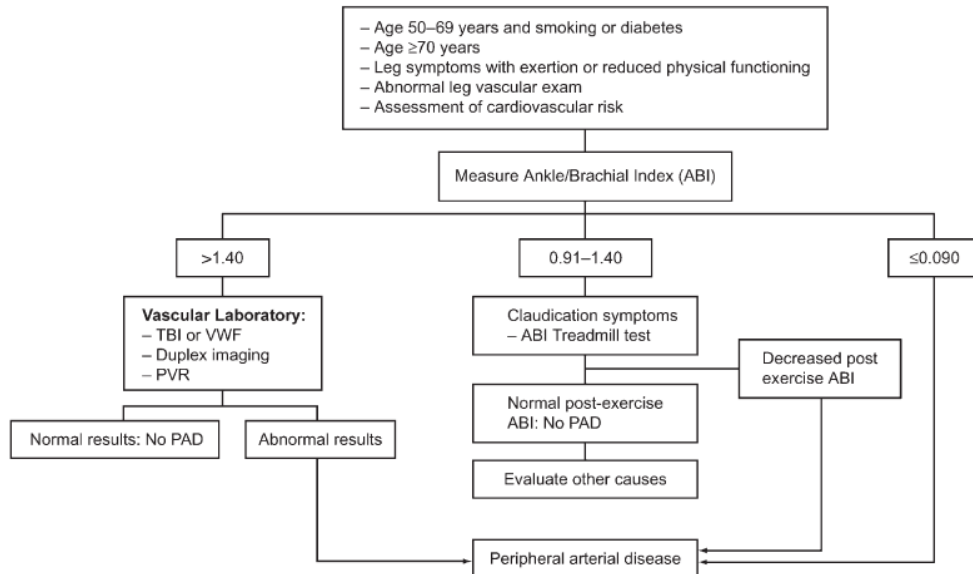 – Age 50–69 years and smoking or diabetes
– Age ≥70 years
– Leg symptoms with exertion or reduced physical functioning
– Abnormal leg vascular exam
– Assessment of cardiovascular risk
Measure Ankle/Brachial Index (ABI)
>1.40
0.91–1.40
≤0.090
Vascular Laboratory:
– TBI or VWF
– Duplex imaging
– PVR
Claudication symptoms
– ABI Treadmill test
Decreased post
exercise ABI
Normal results: No PAD
Abnormal results
Normal post-exercise
ABI: No PAD
Evaluate other causes
Peripheral arterial disease